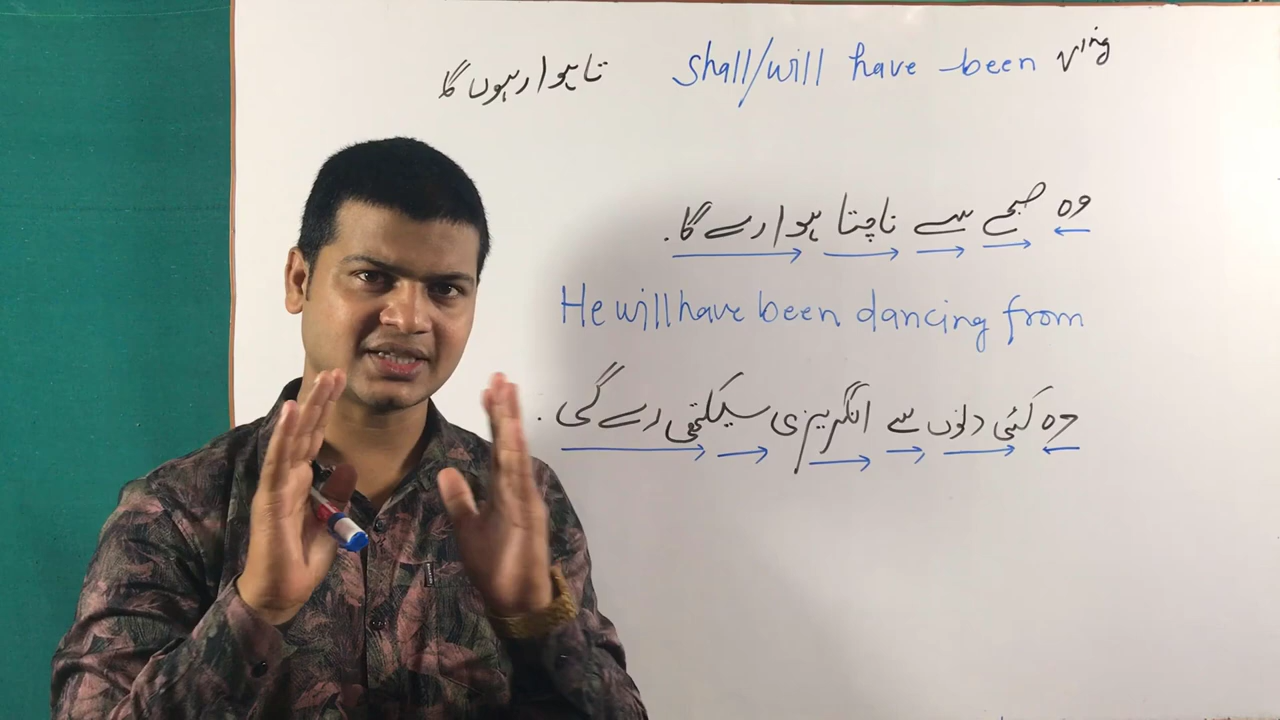 تا ہوا رہوں گا shall/will have been v ing
وہ صبح سے ناچتا ہوا رہے گا.
He will have been dancing from
وہ کئی دنوں سے انگریزی سیکھتی رہے گی.